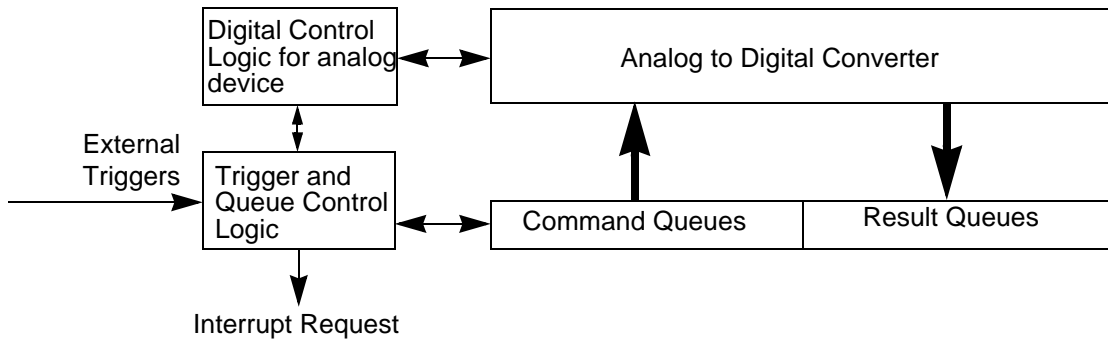 Digital Control
Logic for analog
device
Analog to Digital Converter
External
Triggers
Trigger and
Queue Control
Logic
Command Queues
Result Queues
Interrupt Request